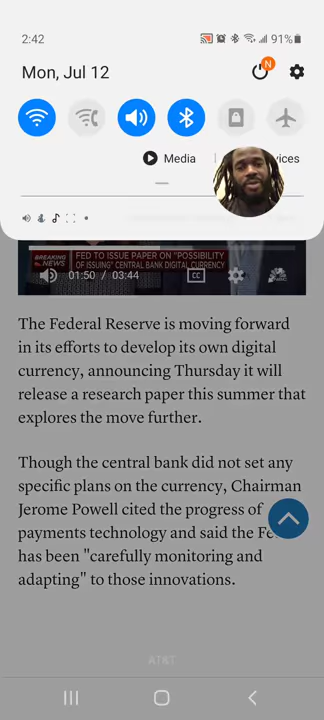 2:42
91%
Mon, Jul 12
N
Media
ices
BREAKING NEWS
FED TO ISSUE PAPER ON "POSSIBILITY
OF ISSUING" CENTRAL BANK DIGITAL CURRENCY
01:50 / 03:44
CC
CNBC
The Federal Reserve is moving forward
in its efforts to develop its own digital
currency, announcing Thursday it will
release a research paper this summer that
explores the move further.
Though the central bank did not set any
specific plans on the currency, Chairman
Jerome Powell cited the progress of
payments technology and said the Fe
has been "carefully monitoring and
adapting" to those innovations.
AT&T